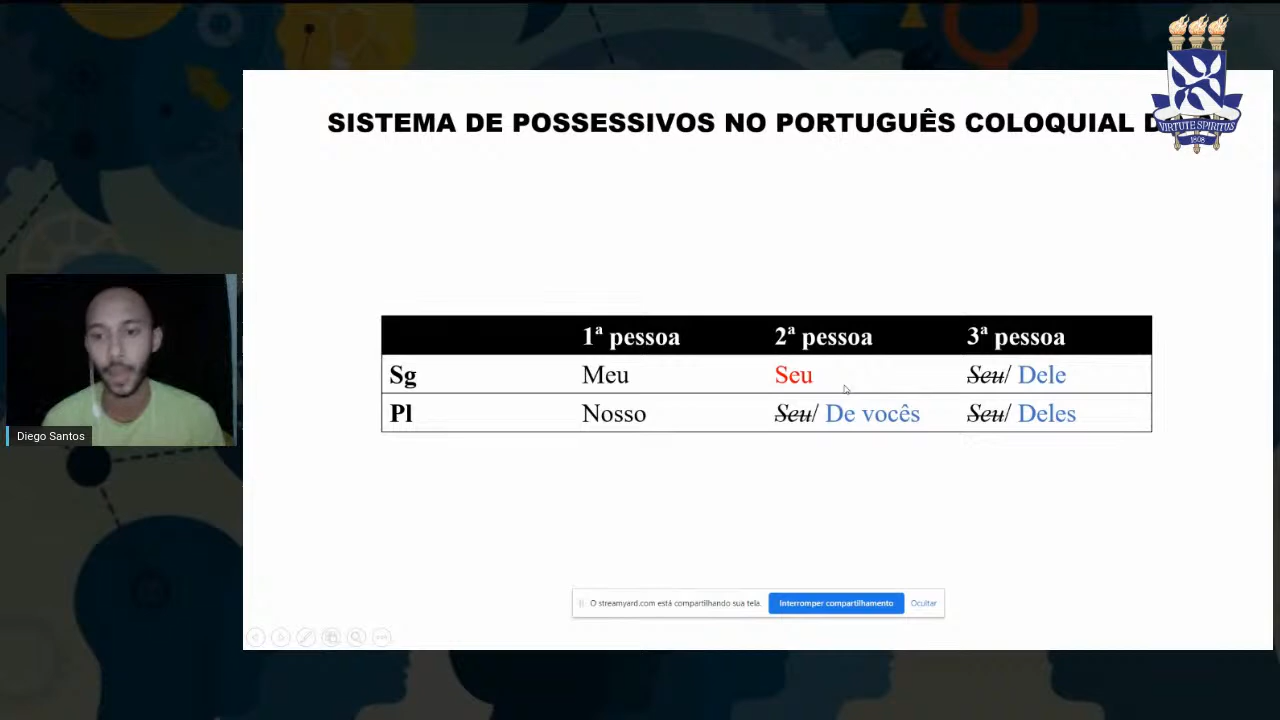 SISTEMA DE POSSESSIVOS NO PORTUGUÊS COLOQUIAL D
VIRTUTE SPIRITUS
1808
1ª pessoa 2ª pessoa 3ª pessoa
Sg Meu Seu Seu/ Dele
Pl Nosso Seu/ De vocês Seu/ Deles
Diego Santos
O streamyard.com está compartilhando sua tela. Interromper compartilhamento Ocultar